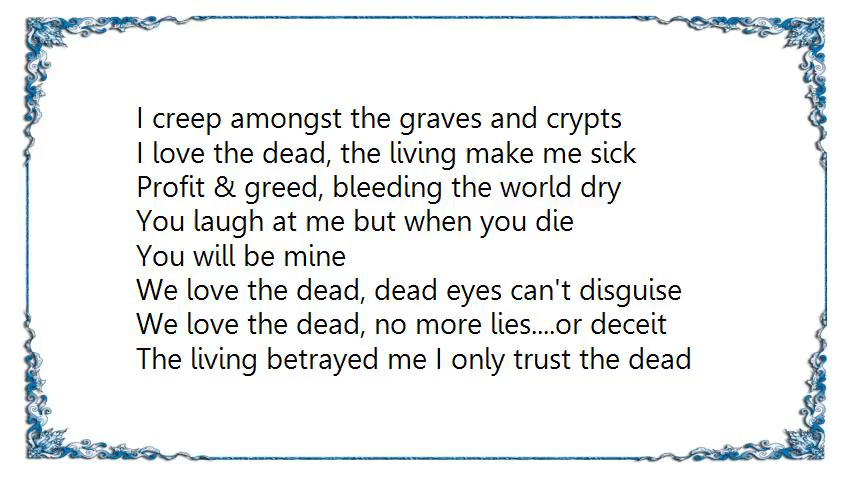 I creep amongst the graves and crypts
I love the dead, the living make me sick
Profit & greed, bleeding the world dry
You laugh at me but when you die
You will be mine
We love the dead, dead eyes can't disguise
We love the dead, no more lies....or deceit
The living betrayed me I only trust the dead